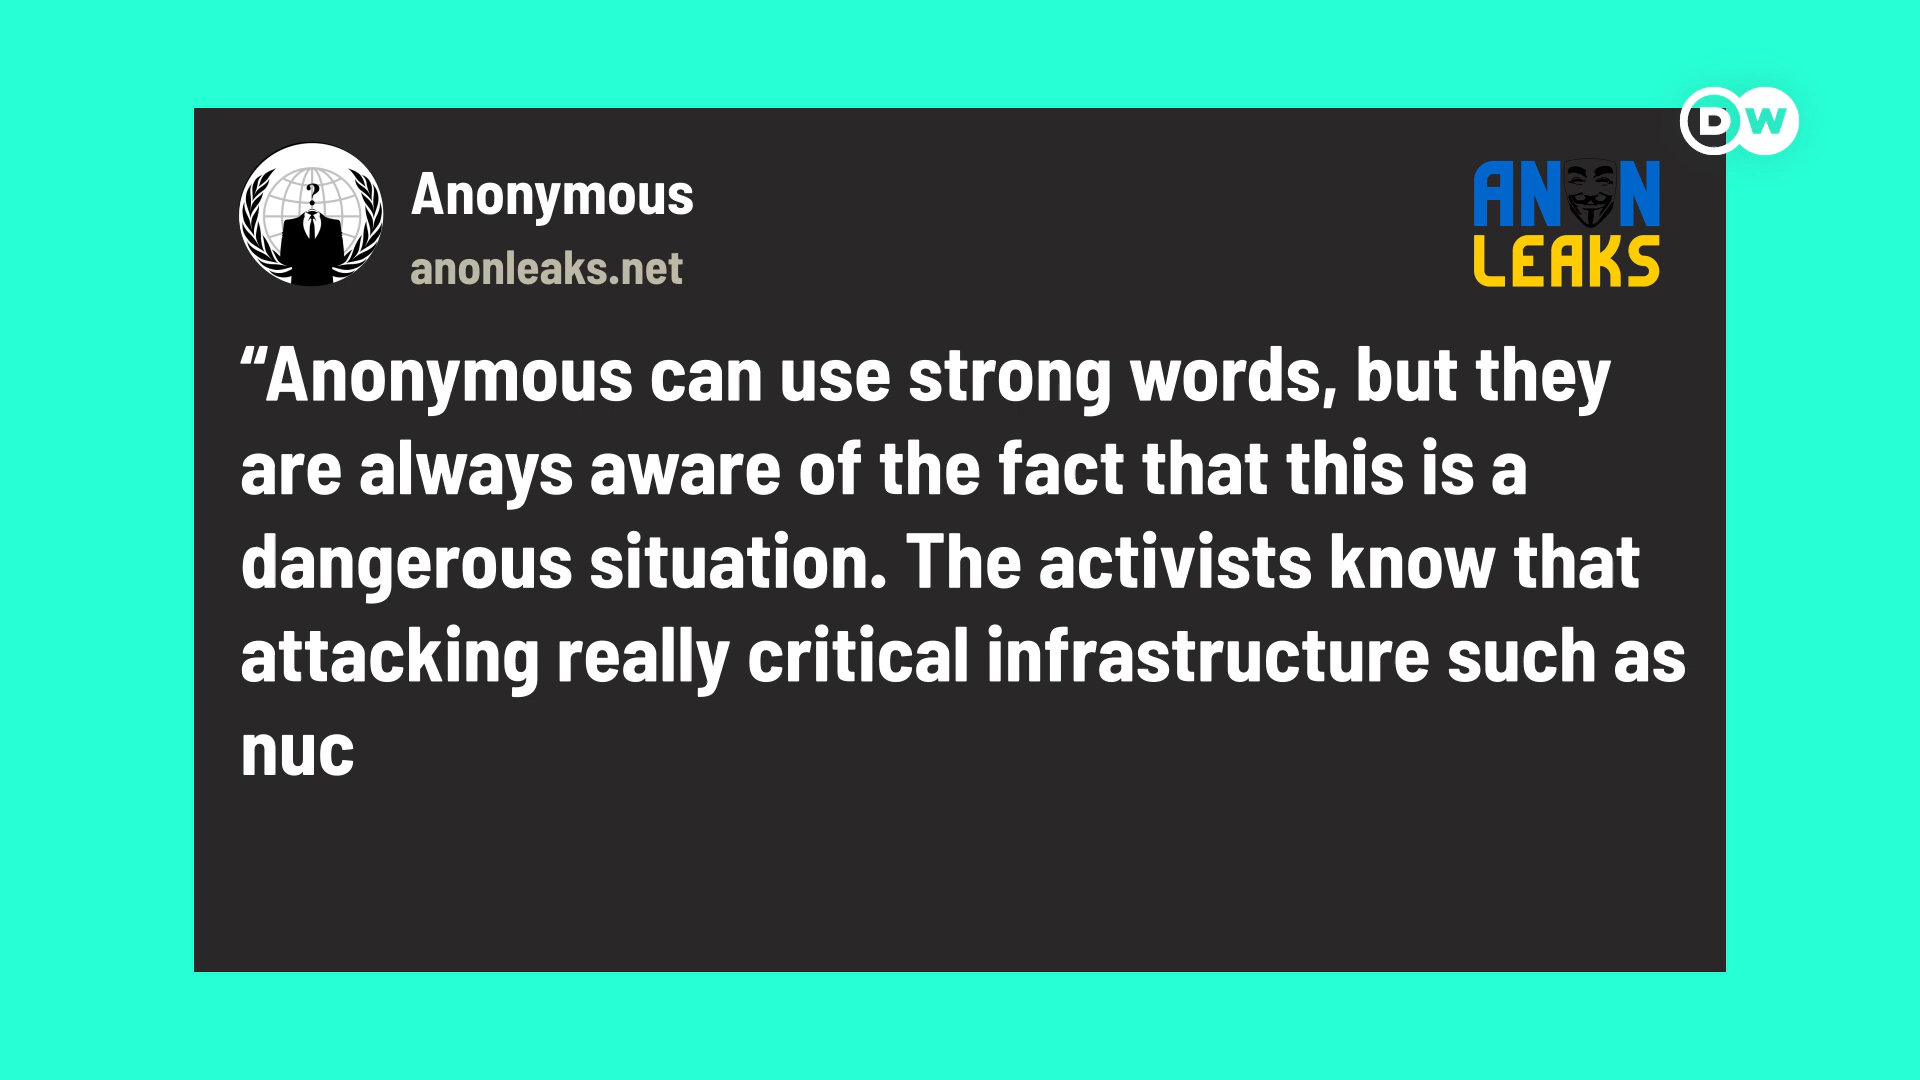 DW
Anonymous
anonleaks.net
?
ANON
LEAKS
“Anonymous can use strong words, but they
are always aware of the fact that this is a
dangerous situation. The activists know that
attacking really critical infrastructure such as
nuc